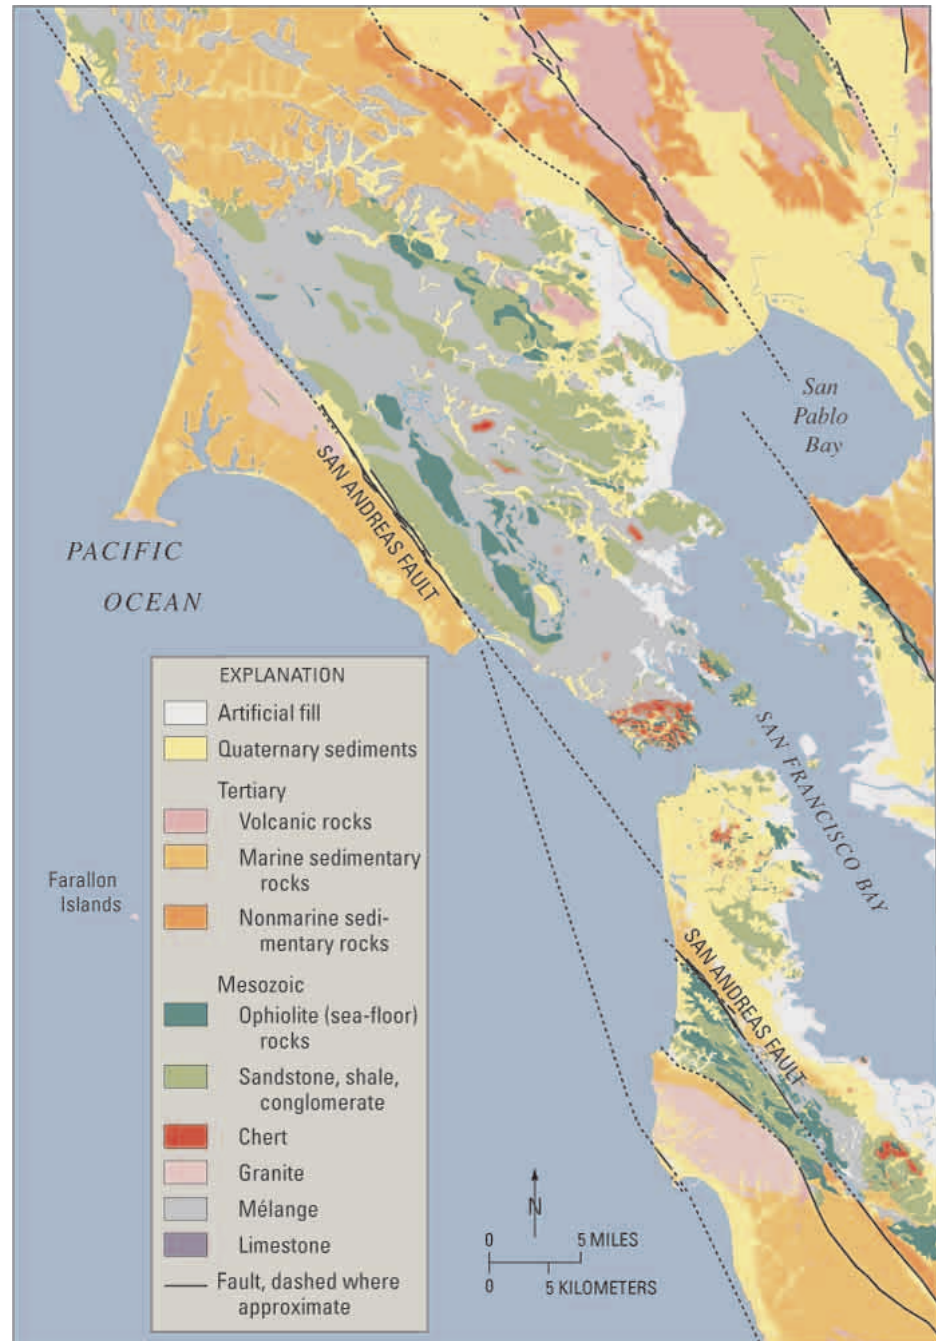 San
Pablo
Bay
SAN ANDREAS FAULT
PACIFIC
OCEAN
EXPLANATION
Artificial fill
Quaternary sediments
Tertiary
Volcanic rocks
Marine sedimentary
rocks
Nonmarine sedi-
mentary rocks
Mesozoic
Ophiolite (sea-floor)
rocks
Sandstone, shale,
conglomerate
Chert
Granite
Mélange
Limestone
Fault, dashed where
approximate
SAN FRANCISCO BAY
Farallon
Islands
SAN ANDREAS FAULT
N
0 5 MILES
0 5 KILOMETERS